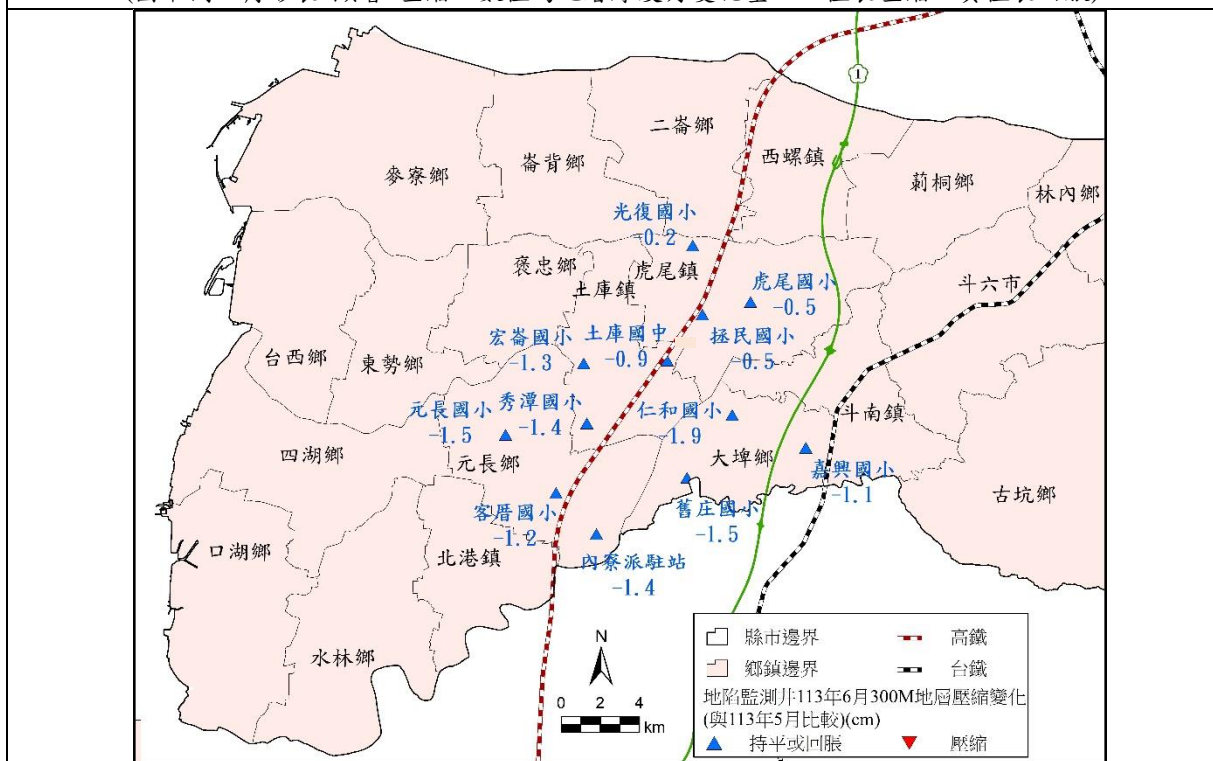 二崙鄉
西螺鎮
崙背鄉
麥寮鄉
莿桐鄉
林內鄉
光復國小
-0.2
褒忠鄉
虎尾鎮
土庫鎮
虎尾國小
-0.5
斗六市
宏崙國小
-1.3
土庫國中
-0.9
拯民國小
-0.5
台西鄉
東勢鄉
元長國小
-1.5
秀潭國小
-1.4
仁和國小
-1.9
斗南鎮
四湖鄉
元長鄉
大埤鄉
嘉興國小
-1.1
古坑鄉
客厝國小
-1.2
舊庄國小
-1.5
口湖鄉
北港鎮
內寮派駐站
-1.4
水林鄉
1
N
0 2 4
km
縣市邊界
高鐵
鄉鎮邊界
台鐵
地陷監測井113年6月300M地層壓縮變化
(與113年5月比較)(cm)
持平或回脹
壓縮